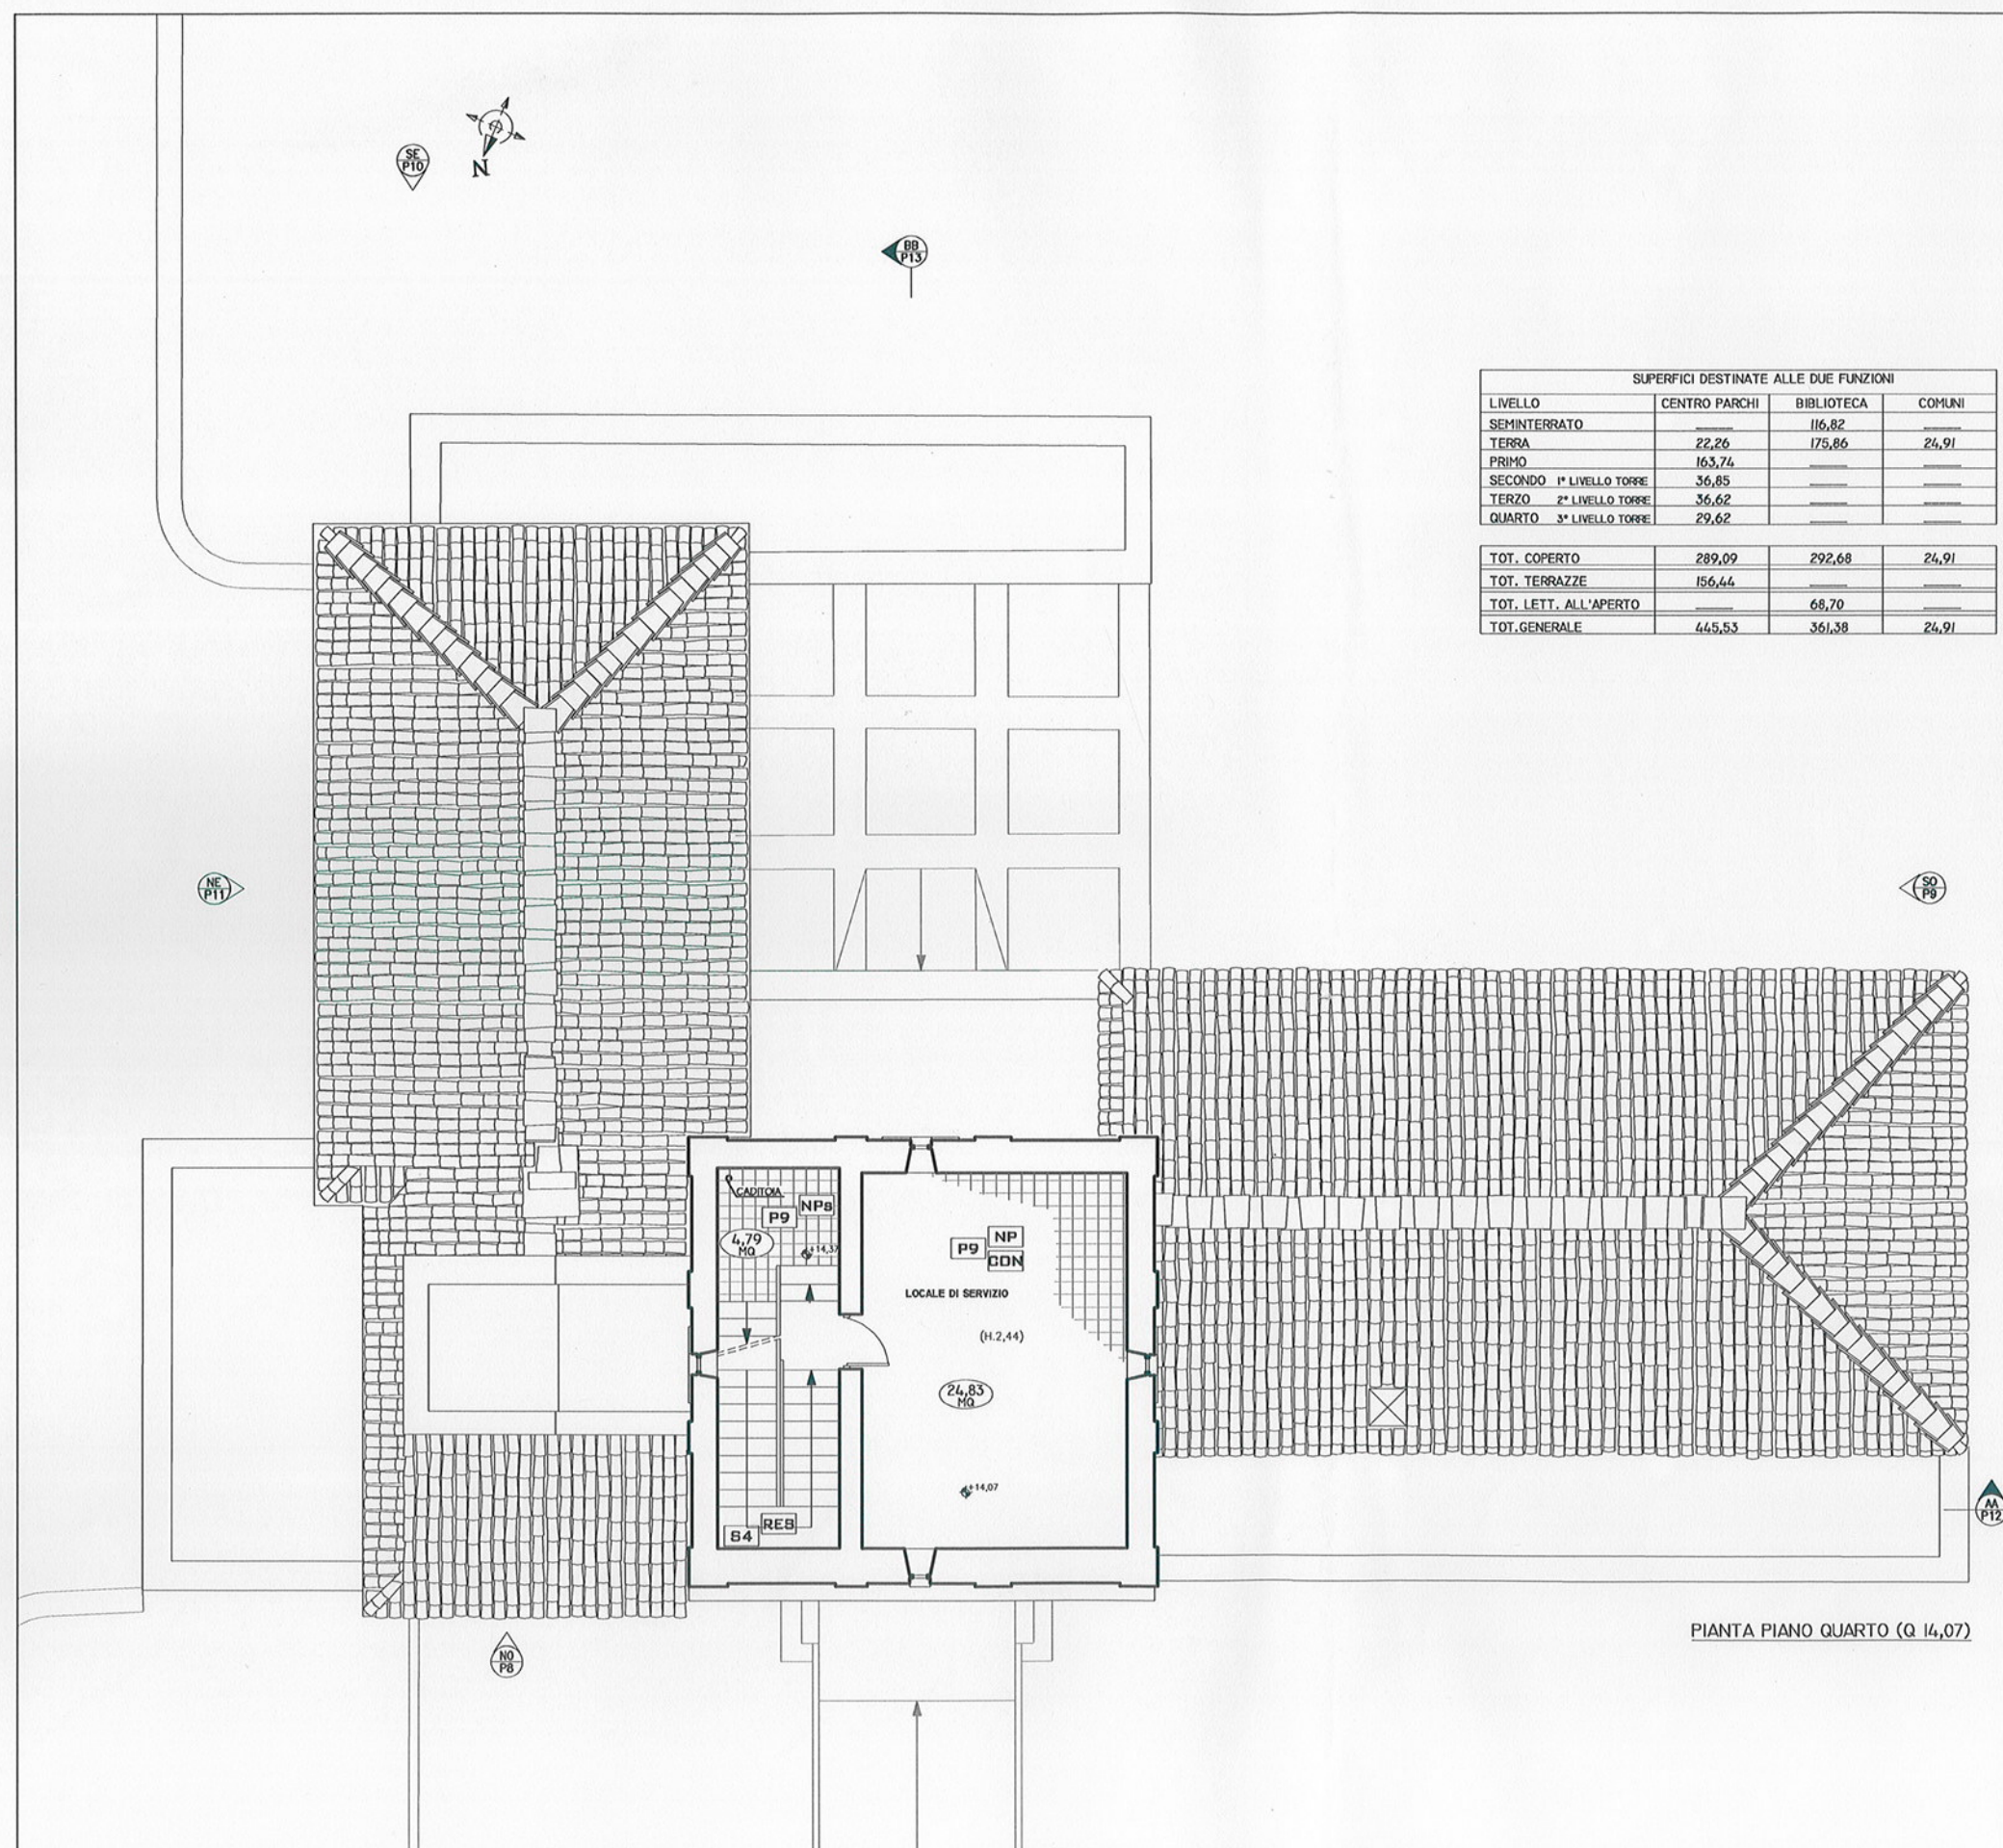 SE
P10
N
BB
P13
SUPERFICI DESTINATE ALLE DUE FUNZIONI
LIVELLO CENTRO PARCHI BIBLIOTECA COMUNI
SEMINTERRATO 116,82
TERRA 22,26 175,86 24,91
PRIMO 163,74
SECONDO 1° LIVELLO TORRE 36,85
TERZO 2° LIVELLO TORRE 36,62
QUARTO 3° LIVELLO TORRE 29,62
TOT. COPERTO 289,09 292,68 24,91
TOT. TERRAZZE 156,44
TOT. LETT. ALL'APERTO 68,70
TOT.GENERALE 445,53 361,38 24,91
NE
P11
SO
P9
CADITOIA
NPs
P9
4,79
MQ
+14,37
NP
P9
CON
LOCALE DI SERVIZIO
(H.2,44)
24,83
MQ
+14,07
RES
S4
AA
P12
PIANTA PIANO QUARTO (Q 14,07)
NO
P8